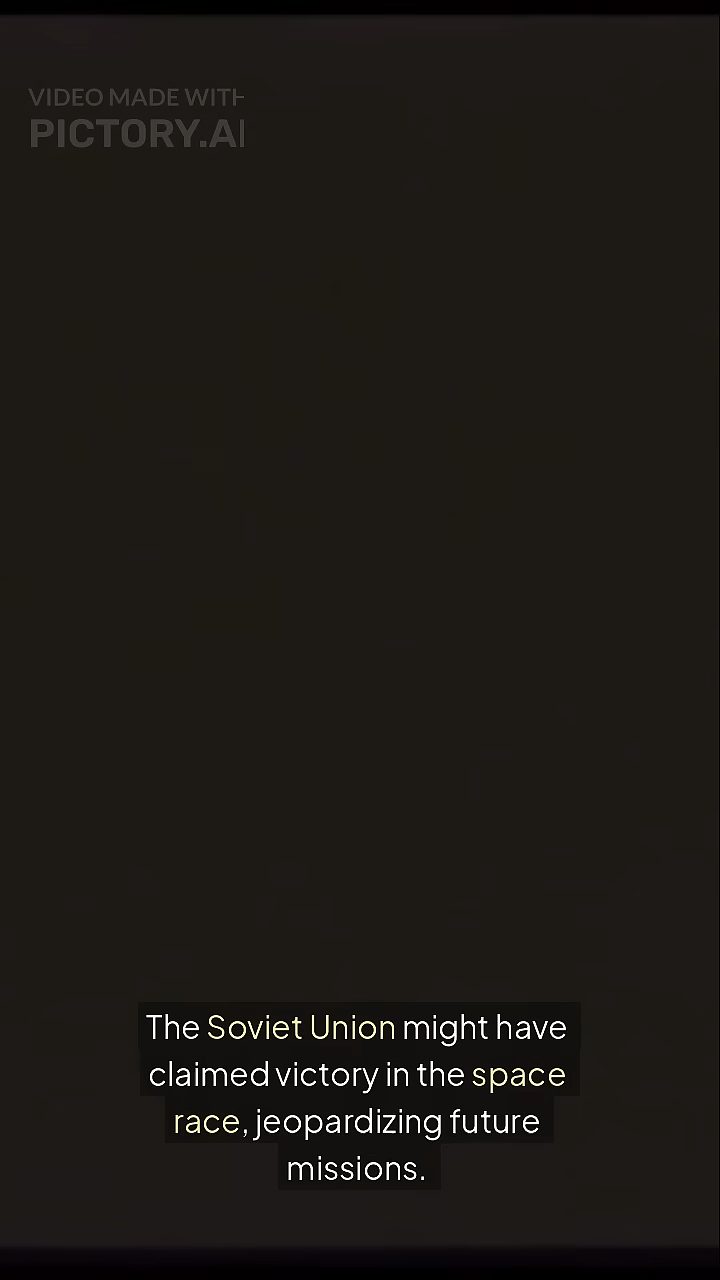 VIDEO MADE WITH
PICTORY.AI
The Soviet Union might have
claimed victory in the space
race, jeopardizing future
missions.